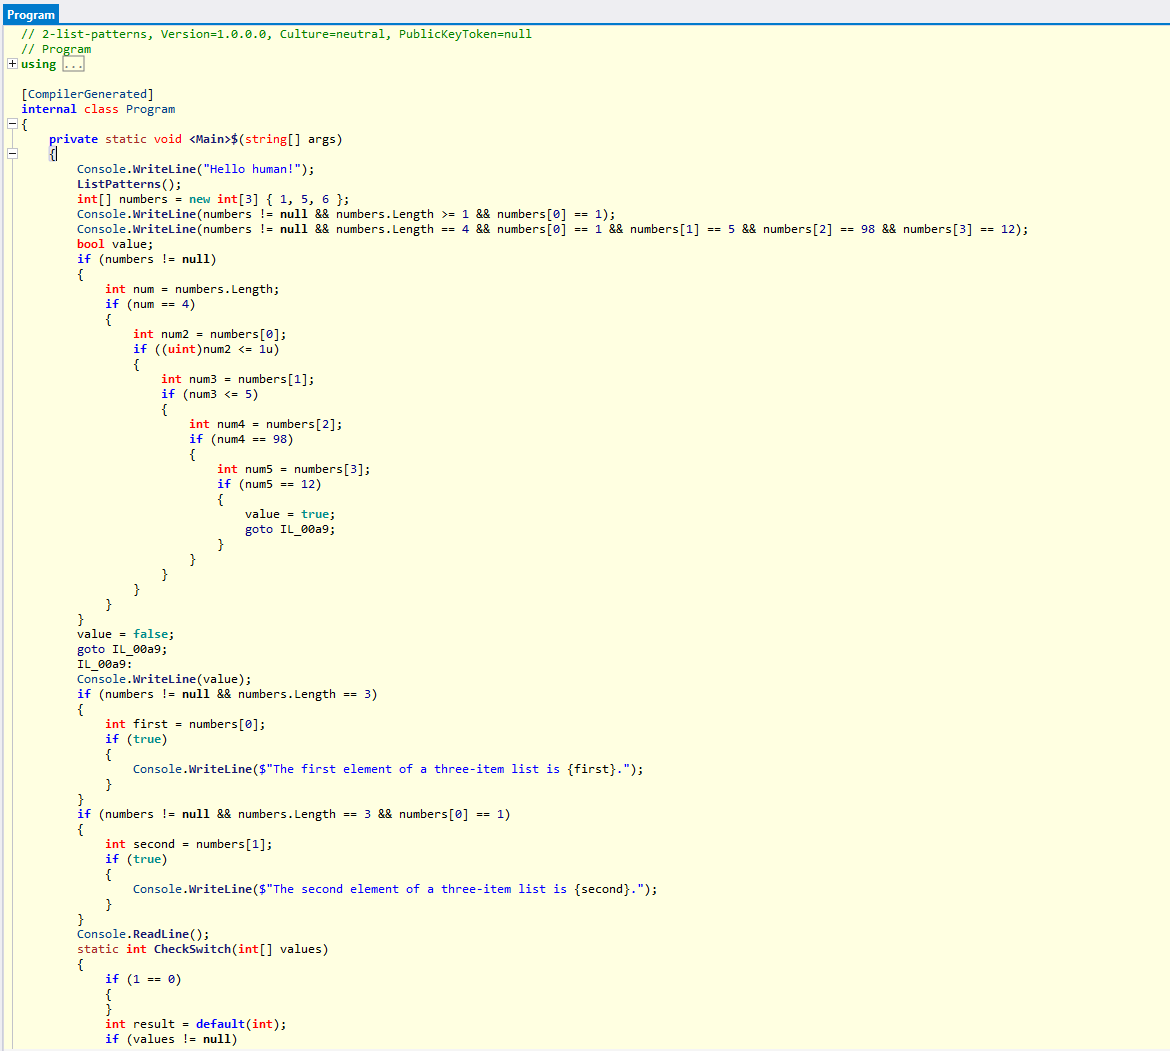 Program
// 2-list-patterns, Version=1.0.0.0, Culture=neutral, PublicKeyToken=null
// Program
using ...
[CompilerGenerated]
internal class Program
{
    private static void <Main>$(string[] args)
    {
        Console.WriteLine("Hello human!");
        ListPatterns();
        int[] numbers = new int[3] { 1, 5, 6 };
        Console.WriteLine(numbers != null && numbers.Length >= 1 && numbers[0] == 1);
        Console.WriteLine(numbers != null && numbers.Length == 4 && numbers[0] == 1 && numbers[1] == 5 && numbers[2] == 98 && numbers[3] == 12);
        bool value;
        if (numbers != null)
        {
            int num = numbers.Length;
            if (num == 4)
            {
                int num2 = numbers[0];
                if ((uint)num2 <= 1u)
                {
                    int num3 = numbers[1];
                    if (num3 <= 5)
                    {
                        int num4 = numbers[2];
                        if (num4 == 98)
                        {
                            int num5 = numbers[3];
                            if (num5 == 12)
                            {
                                value = true;
                                goto IL_00a9;
                            }
                        }
                    }
                }
            }
        }
        value = false;
        goto IL_00a9;
        IL_00a9:
        Console.WriteLine(value);
        if (numbers != null && numbers.Length == 3)
        {
            int first = numbers[0];
            if (true)
            {
                Console.WriteLine($"The first element of a three-item list is {first}.");
            }
        }
        if (numbers != null && numbers.Length == 3 && numbers[0] == 1)
        {
            int second = numbers[1];
            if (true)
            {
                Console.WriteLine($"The second element of a three-item list is {second}.");
            }
        }
        Console.ReadLine();
        static int CheckSwitch(int[] values)
        {
            if (1 == 0)
            {
            }
            int result = default(int);
            if (values != null)